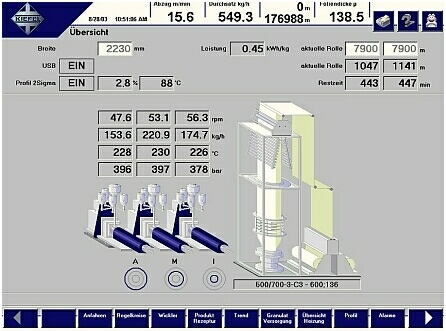 KIEFEL
8/28/03 10:51:06 AM
Abzug m/min 15.6
Durchsatz kg/h 549.3
0 m
176988 m
Foliendicke µ 138.5
Übersicht
Breite 2230 mm Leistung 0.45 kWh/kg aktuelle Rolle 7900 7900 m
USB EIN aktuelle Rolle 1047 1141 m
Profil 2Sigma EIN 2.8 % 88 °C Restzeit 443 447 min
47.6 53.1 56.3 rpm
153.6 220.9 174.7 kg/h
228 230 226 °C
396 397 378 bar
A M I
600/700-3-C3 - 600;136
Anfahren Regelkreise Wickler Produkt Rezeptur Trend Granulat Versorgung Übersicht Heizung Profil Alarme